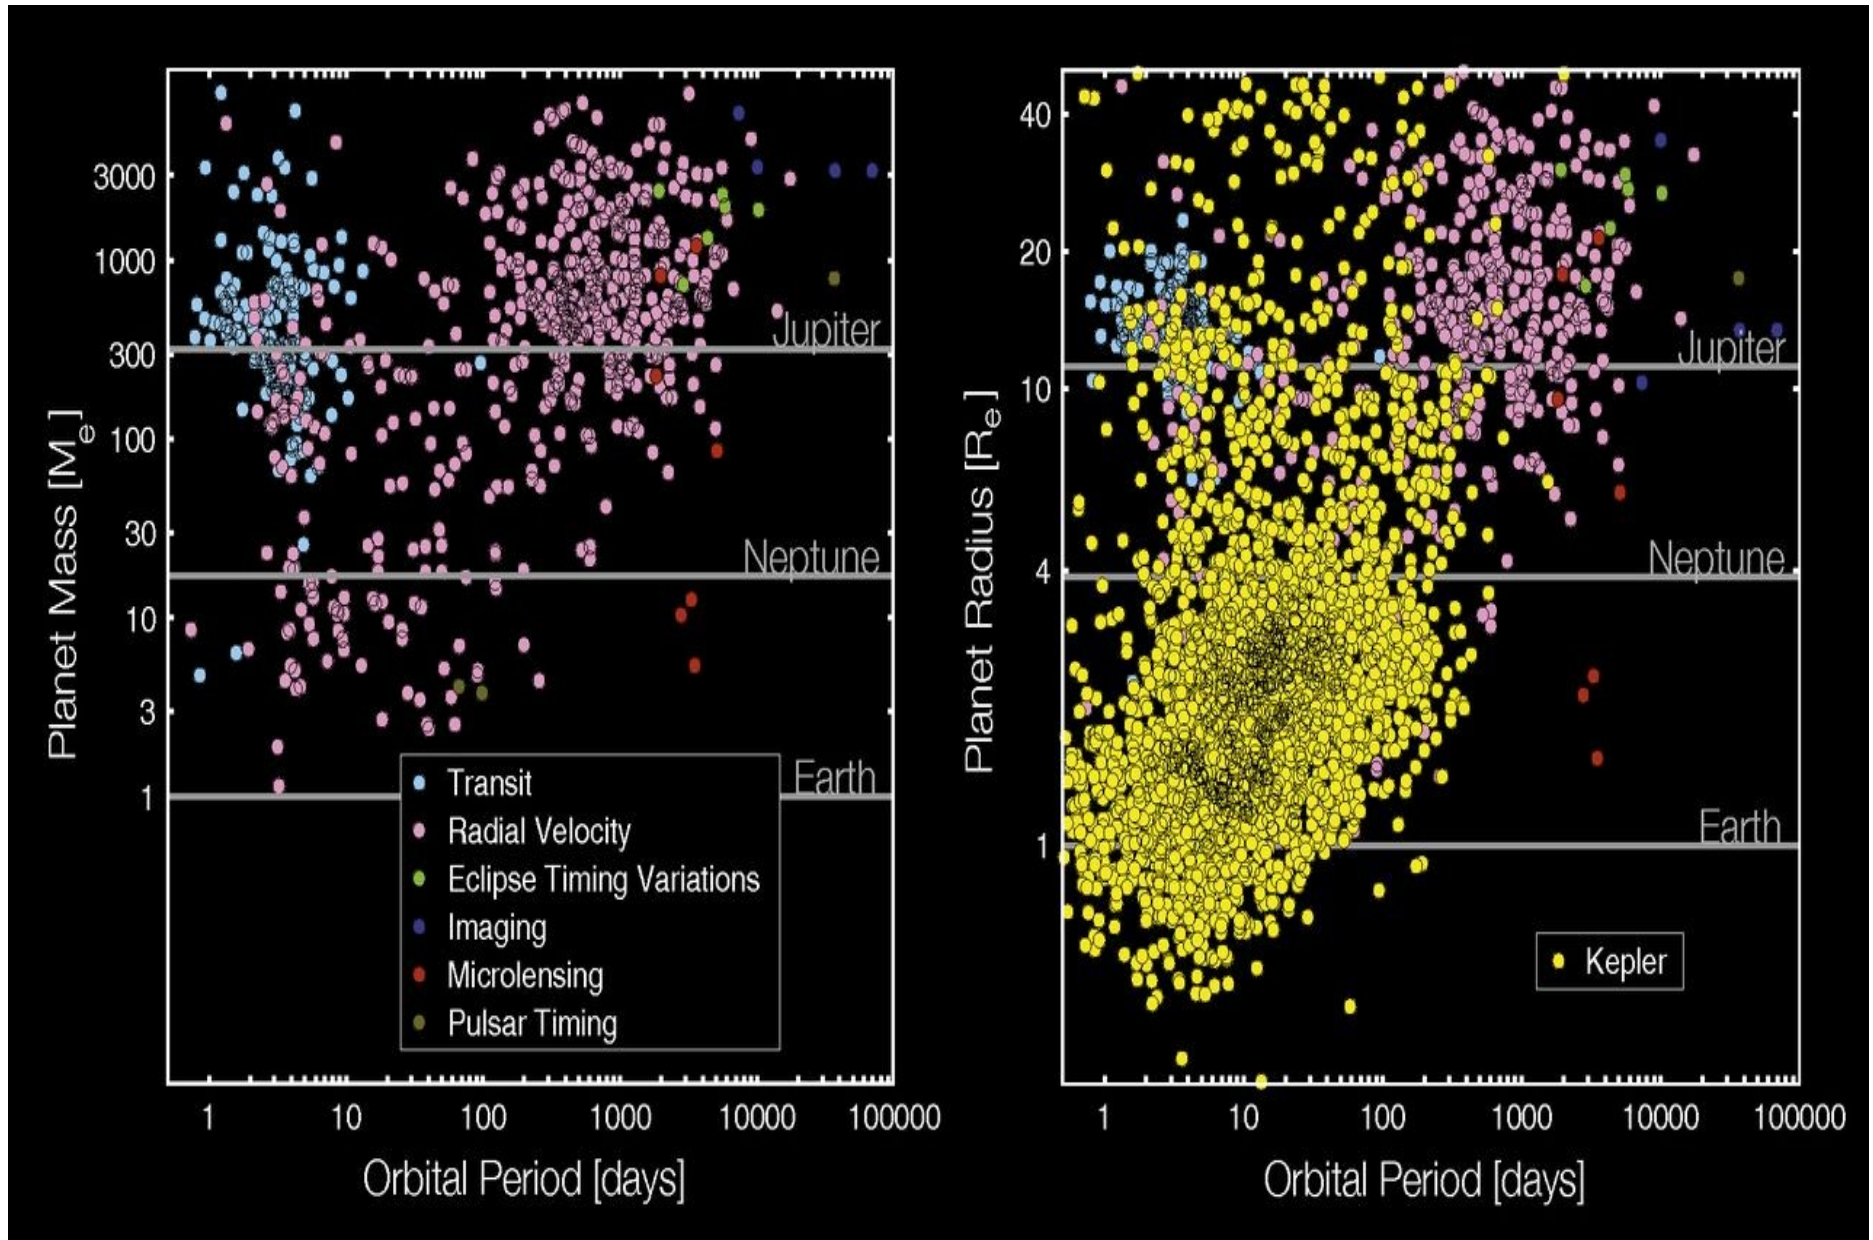 Planet Mass [Me]
3000
1000
300
100
30
10
3
1
Jupiter
Neptune
Earth
Transit
Radial Velocity
Eclipse Timing Variations
Imaging
Microlensing
Pulsar Timing
1 10 100 1000 10000 100000
Orbital Period [days]
Planet Radius [Re]
40
20
10
4
1
Jupiter
Neptune
Earth
Kepler
1 10 100 1000 10000 100000
Orbital Period [days]